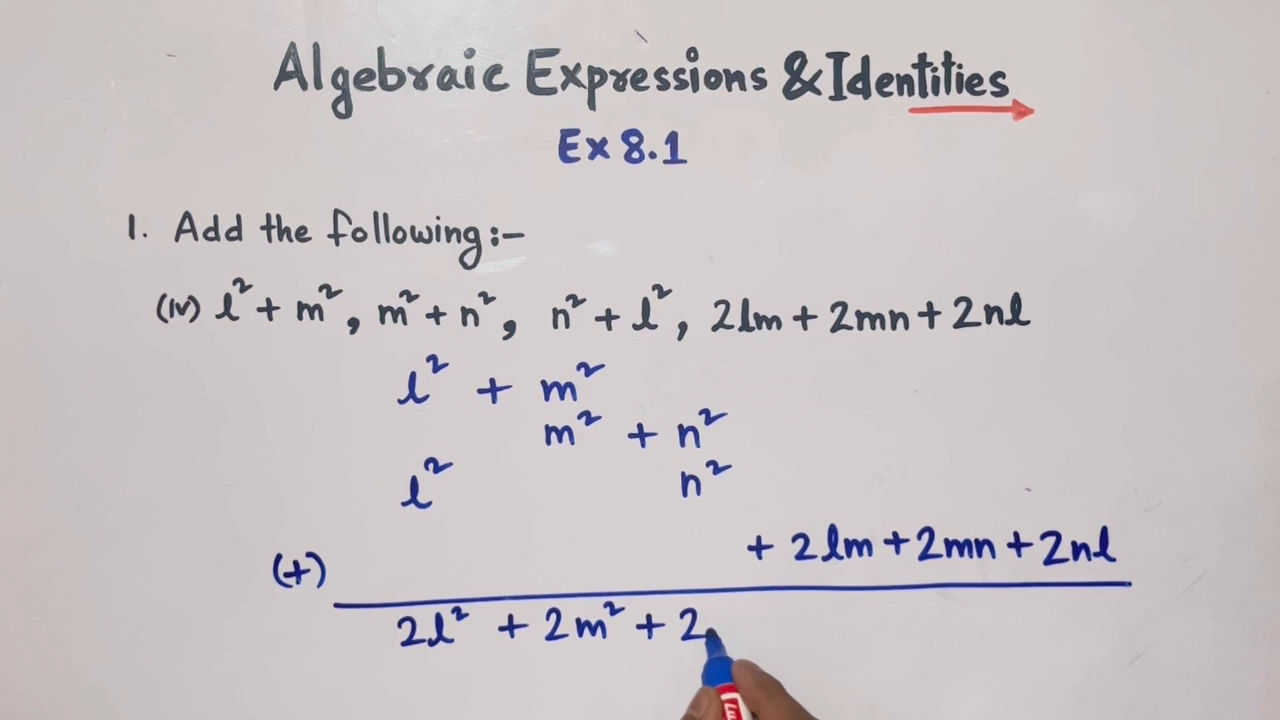 Algebraic Expressions & Identities
Ex 8.1
1. Add the following:-
(iv) l² + m², m² + n², n² + l², 2lm + 2mn + 2nl
l² + m²
m² + n²
l² n²
+ 2lm + 2mn + 2nl
(+)
2l² + 2m² + 2